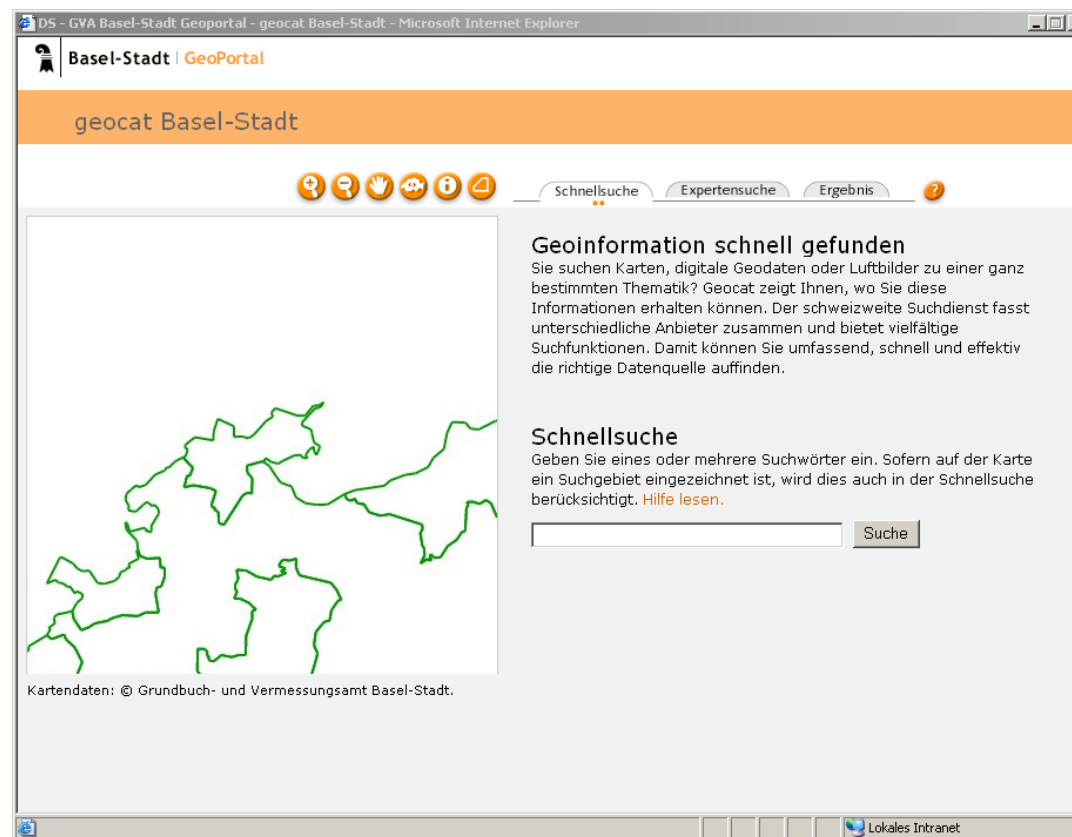 DS - GVA Basel-Stadt Geoportal - geocat Basel-Stadt - Microsoft Internet Explorer
Basel-Stadt | GeoPortal
geocat Basel-Stadt
Schnellsuche Expertensuche Ergebnis ?
Geoinformation schnell gefunden
Sie suchen Karten, digitale Geodaten oder Luftbilder zu einer ganz
bestimmten Thematik? Geocat zeigt Ihnen, wo Sie diese
Informationen erhalten können. Der schweizweite Suchdienst fasst
unterschiedliche Anbieter zusammen und bietet vielfältige
Suchfunktionen. Damit können Sie umfassend, schnell und effektiv
die richtige Datenquelle auffinden.
Schnellsuche
Geben Sie eines oder mehrere Suchwörter ein. Sofern auf der Karte
ein Suchgebiet eingezeichnet ist, wird dies auch in der Schnellsuche
berücksichtigt. Hilfe lesen.
Suche
Kartendaten: © Grundbuch- und Vermessungsamt Basel-Stadt.
Lokales Intranet